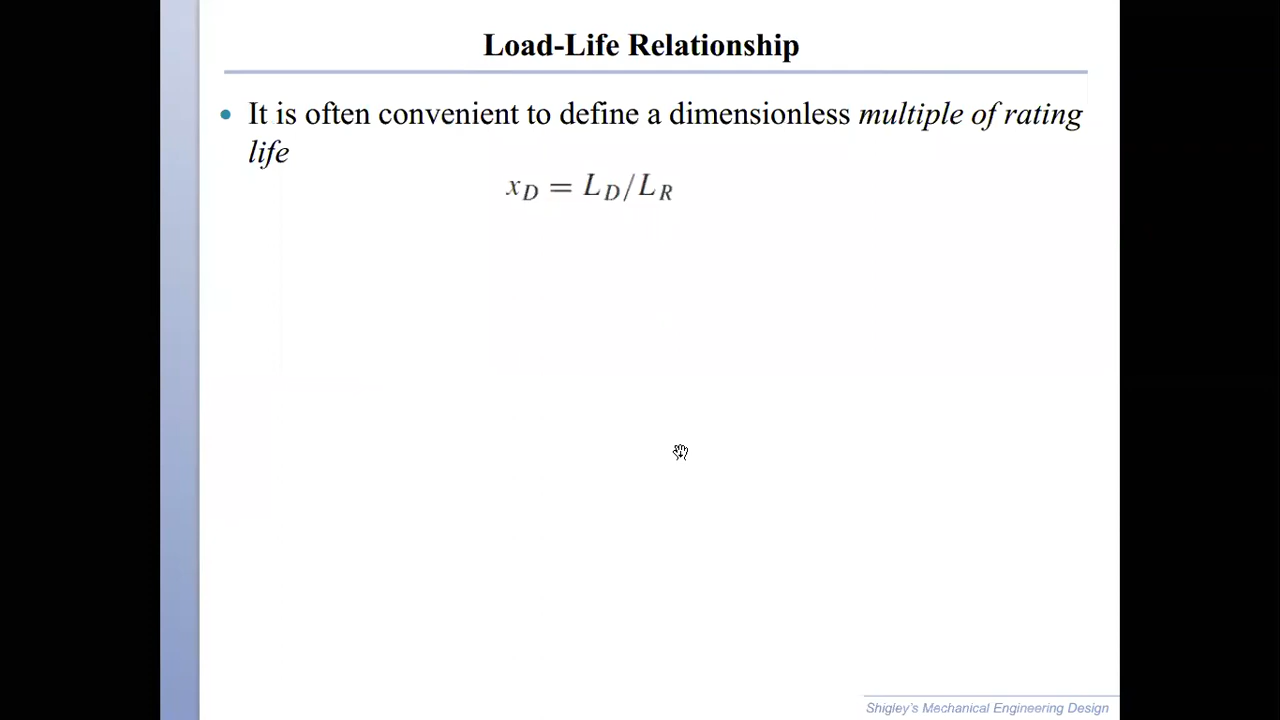 Load-Life Relationship
• It is often convenient to define a dimensionless multiple of rating
life
x_D = L_D/L_R
Shigley's Mechanical Engineering Design